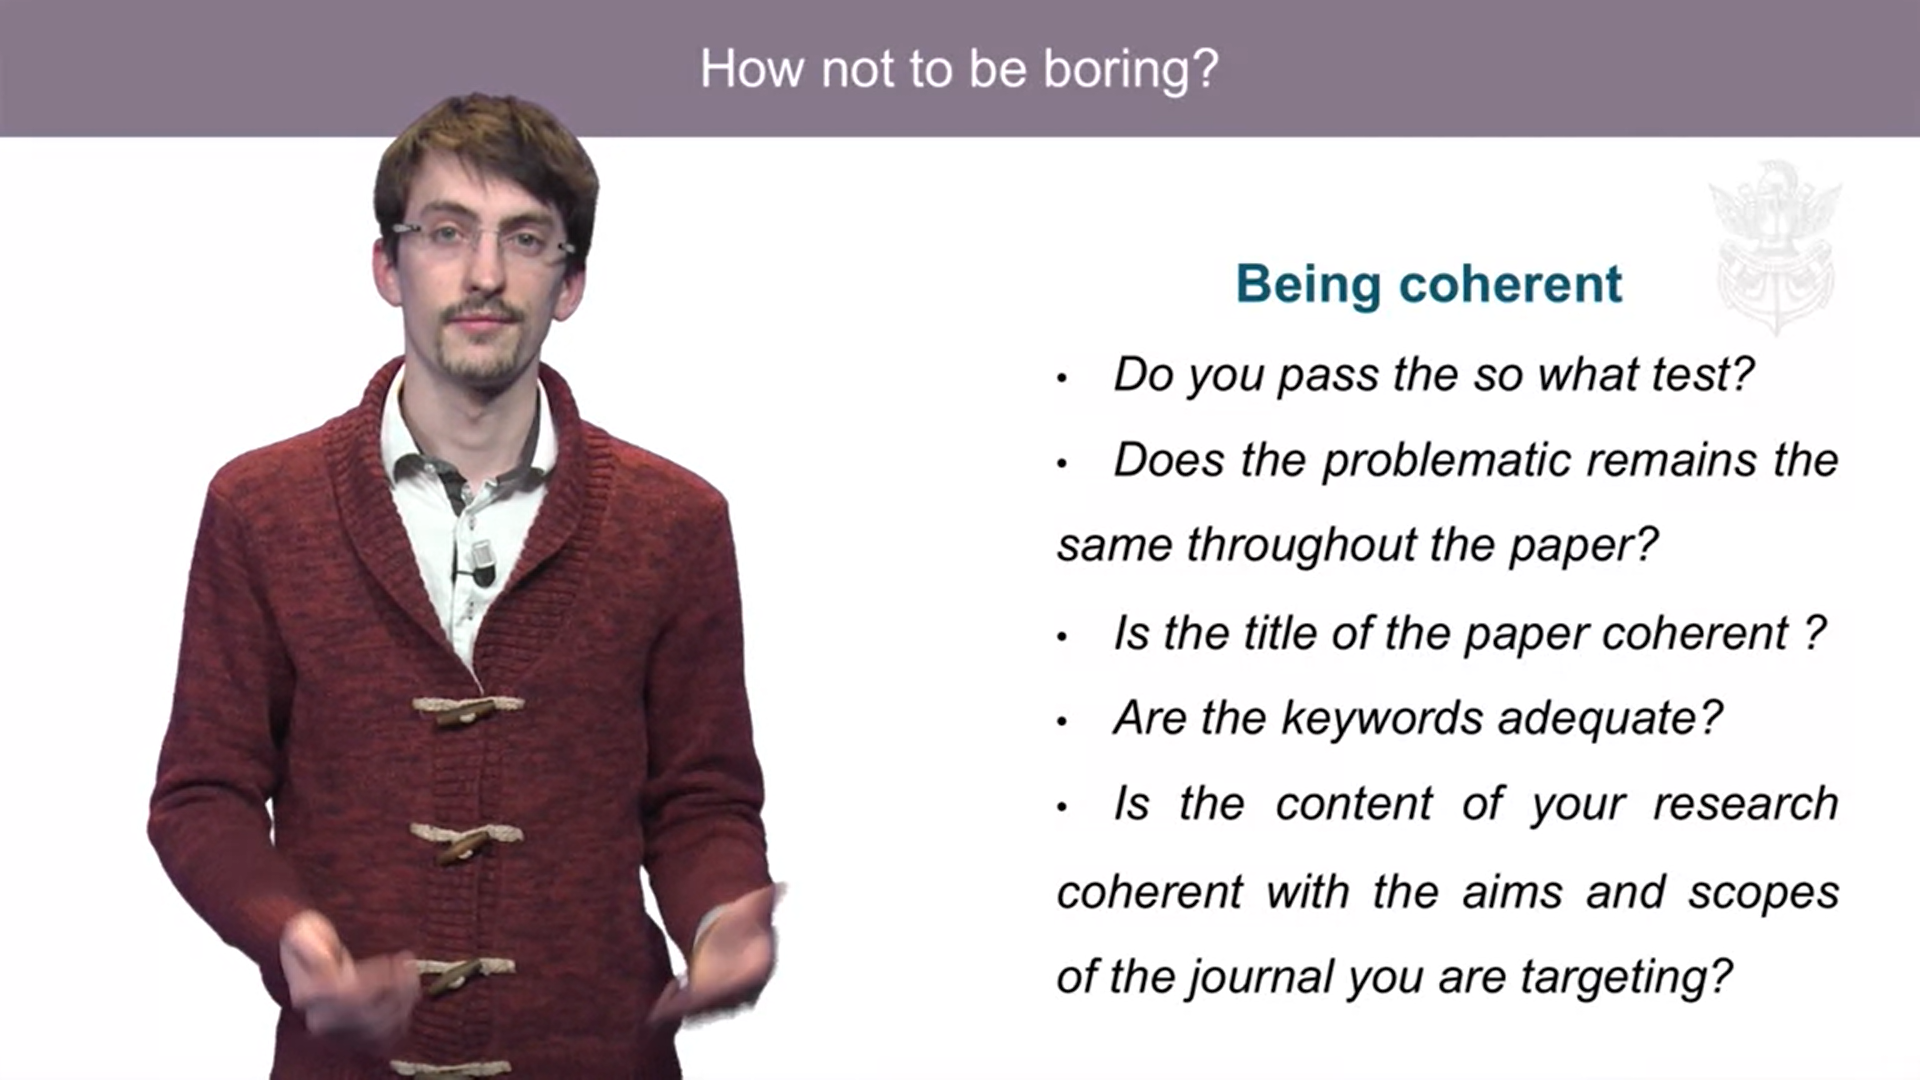 How not to be boring?
Being coherent
• Do you pass the so what test?
• Does the problematic remains the
same throughout the paper?
• Is the title of the paper coherent ?
• Are the keywords adequate?
• Is the content of your research
coherent with the aims and scopes
of the journal you are targeting?